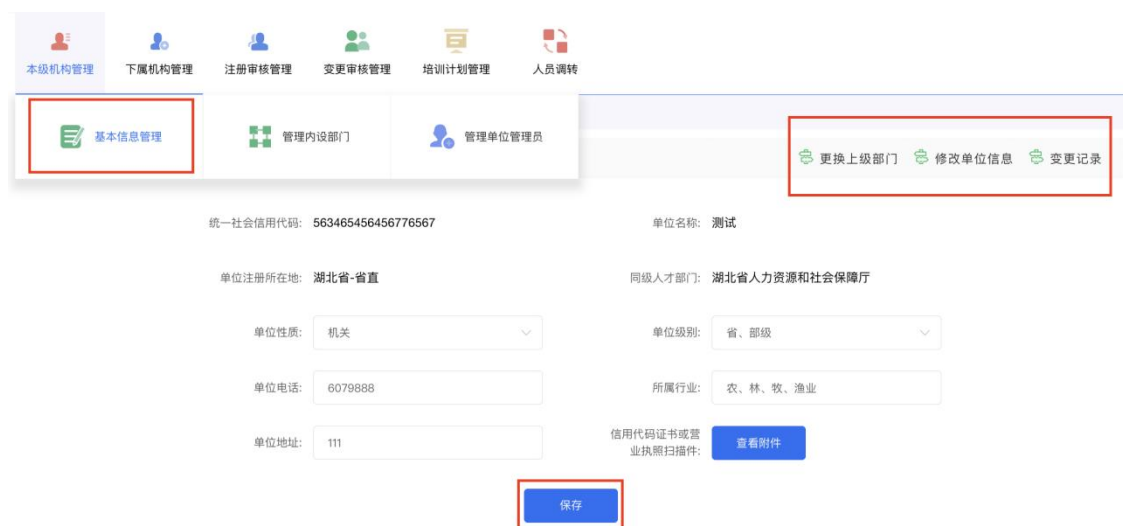 本级机构管理 下属机构管理 注册审核管理 变更审核管理 培训计划管理 人员调转
基本信息管理 管理内设部门 管理单位管理员
更换上级部门 修改单位信息 变更记录
统一社会信用代码: 563465456456776567 单位名称: 测试
单位注册所在地: 湖北省-省直 同级人才部门: 湖北省人力资源和社会保障厅
单位性质: 机关 单位级别: 省、部级
单位电话: 6079888 所属行业: 农、林、牧、渔业
单位地址: 111 信用代码证书或营
业执照扫描件: 查看附件
保存